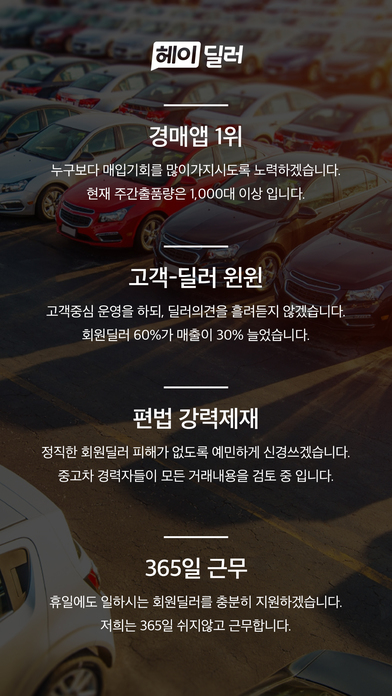 헤이딜러
경매앱 1위
누구보다 매입기회를 많이가지시도록 노력하겠습니다.
현재 주간출품량은 1,000대 이상 입니다.
고객-딜러 윈윈
고객중심 운영을 하되, 딜러의견을 흘려듣지 않겠습니다.
회원딜러 60%가 매출이 30% 늘었습니다.
편법 강력제재
정직한 회원딜러 피해가 없도록 예민하게 신경쓰겠습니다.
중고차 경력자들이 모든 거래내용을 검토 중 입니다.
365일 근무
휴일에도 일하시는 회원딜러를 충분히 지원하겠습니다.
저희는 365일 쉬지않고 근무합니다.